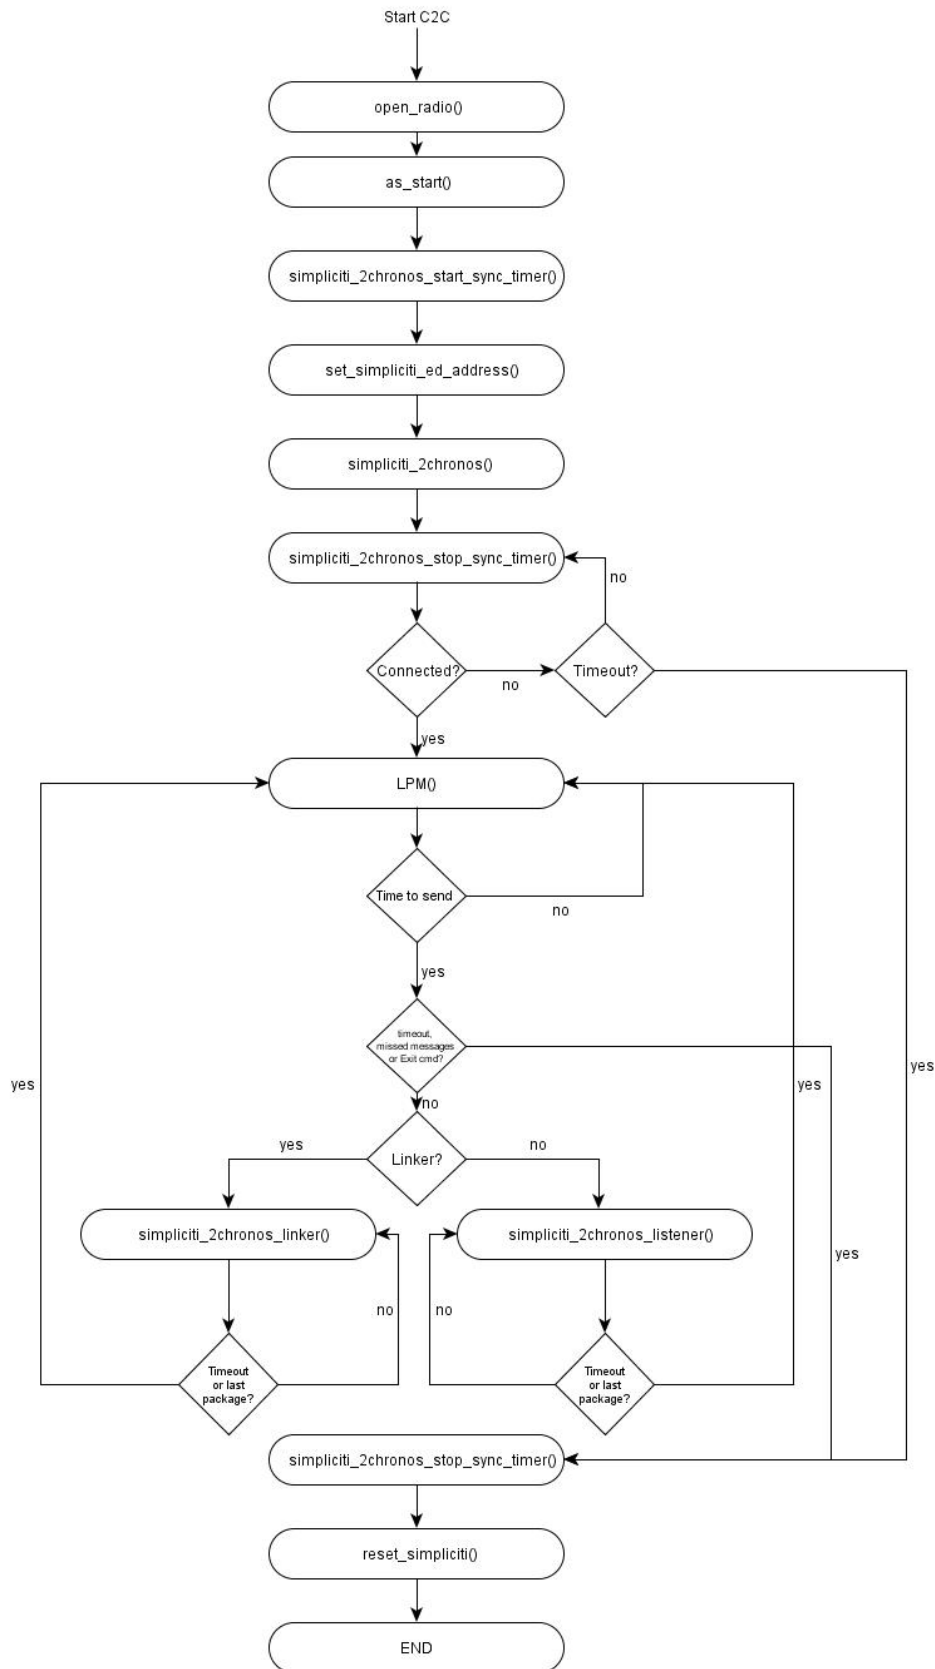 Start C2C
open_radio()
as_start()
simpliciti_2chronos_start_sync_timer()
set_simpliciti_ed_address()
simpliciti_2chronos()
simpliciti_2chronos_stop_sync_timer()
no
Connected?
Timeout?
no
yes
LPM()
Time to send
no
yes
timeout,
missed messages
or Exit cmd?
yes
yes
yes
no
yes
no
Linker?
simpliciti_2chronos_linker()
simpliciti_2chronos_listener()
yes
no
no
Timeout
or last
package?
Timeout
or last
package?
simpliciti_2chronos_stop_sync_timer()
reset_simpliciti()
END